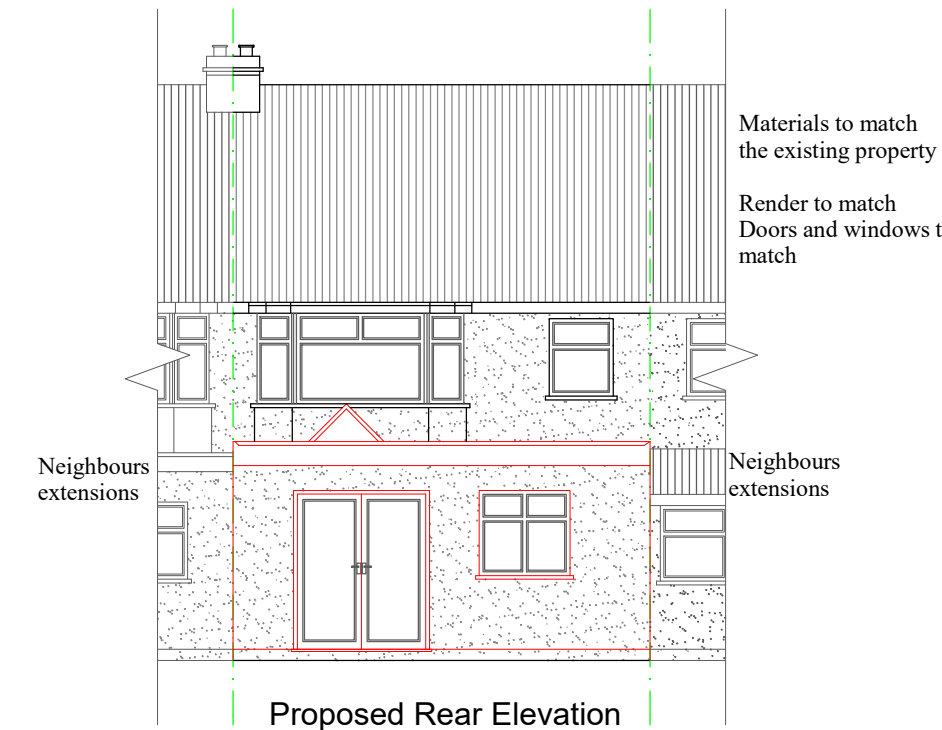 Materials to match
the existing property
Render to match
Doors and windows t
match
Neighbours
extensions
Neighbours
extensions
Proposed Rear Elevation